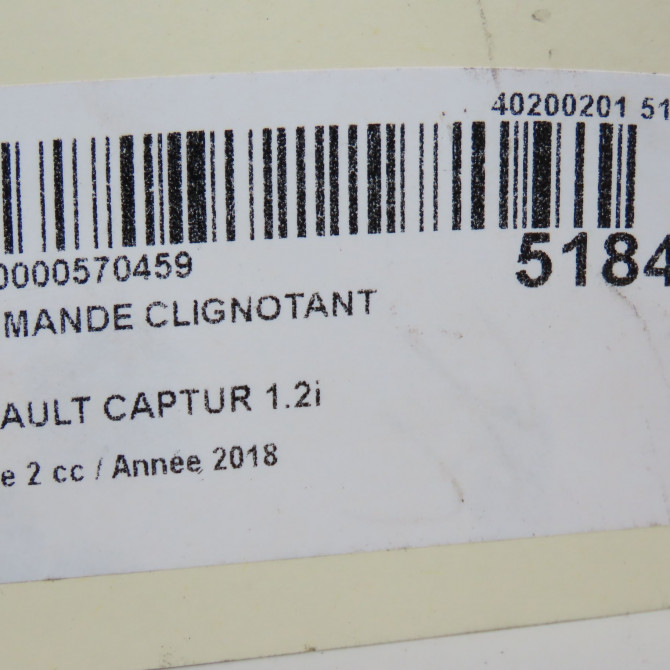 40200201 51
0000570459
5184
MANDE CLIGNOTANT
AULT CAPTUR 1.2i
e 2 cc / Année 2018